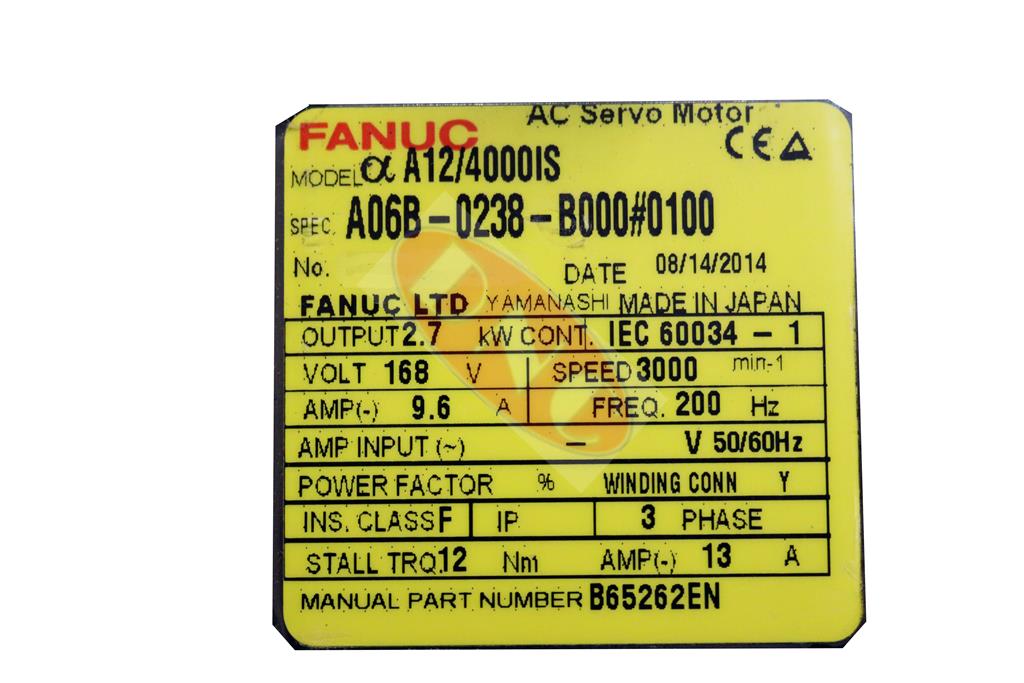 AC Servo Motor
FANUC
MODEL α A12/4000IS
SPEC. A06B-0238-B000#0100
No. DATE 08/14/2014
FANUC LTD YAMANASHI MADE IN JAPAN
OUTPUT 2.7 kW CONT. IEC 60034 - 1
VOLT 168 V SPEED 3000 min-1
AMP(~) 9.6 A FREQ. 200 Hz
AMP INPUT (~) - V 50/60Hz
POWER FACTOR % WINDING CONN Y
INS. CLASS F IP 3 PHASE
STALL TRQ. 12 Nm AMP(~) 13 A
MANUAL PART NUMBER B65262EN